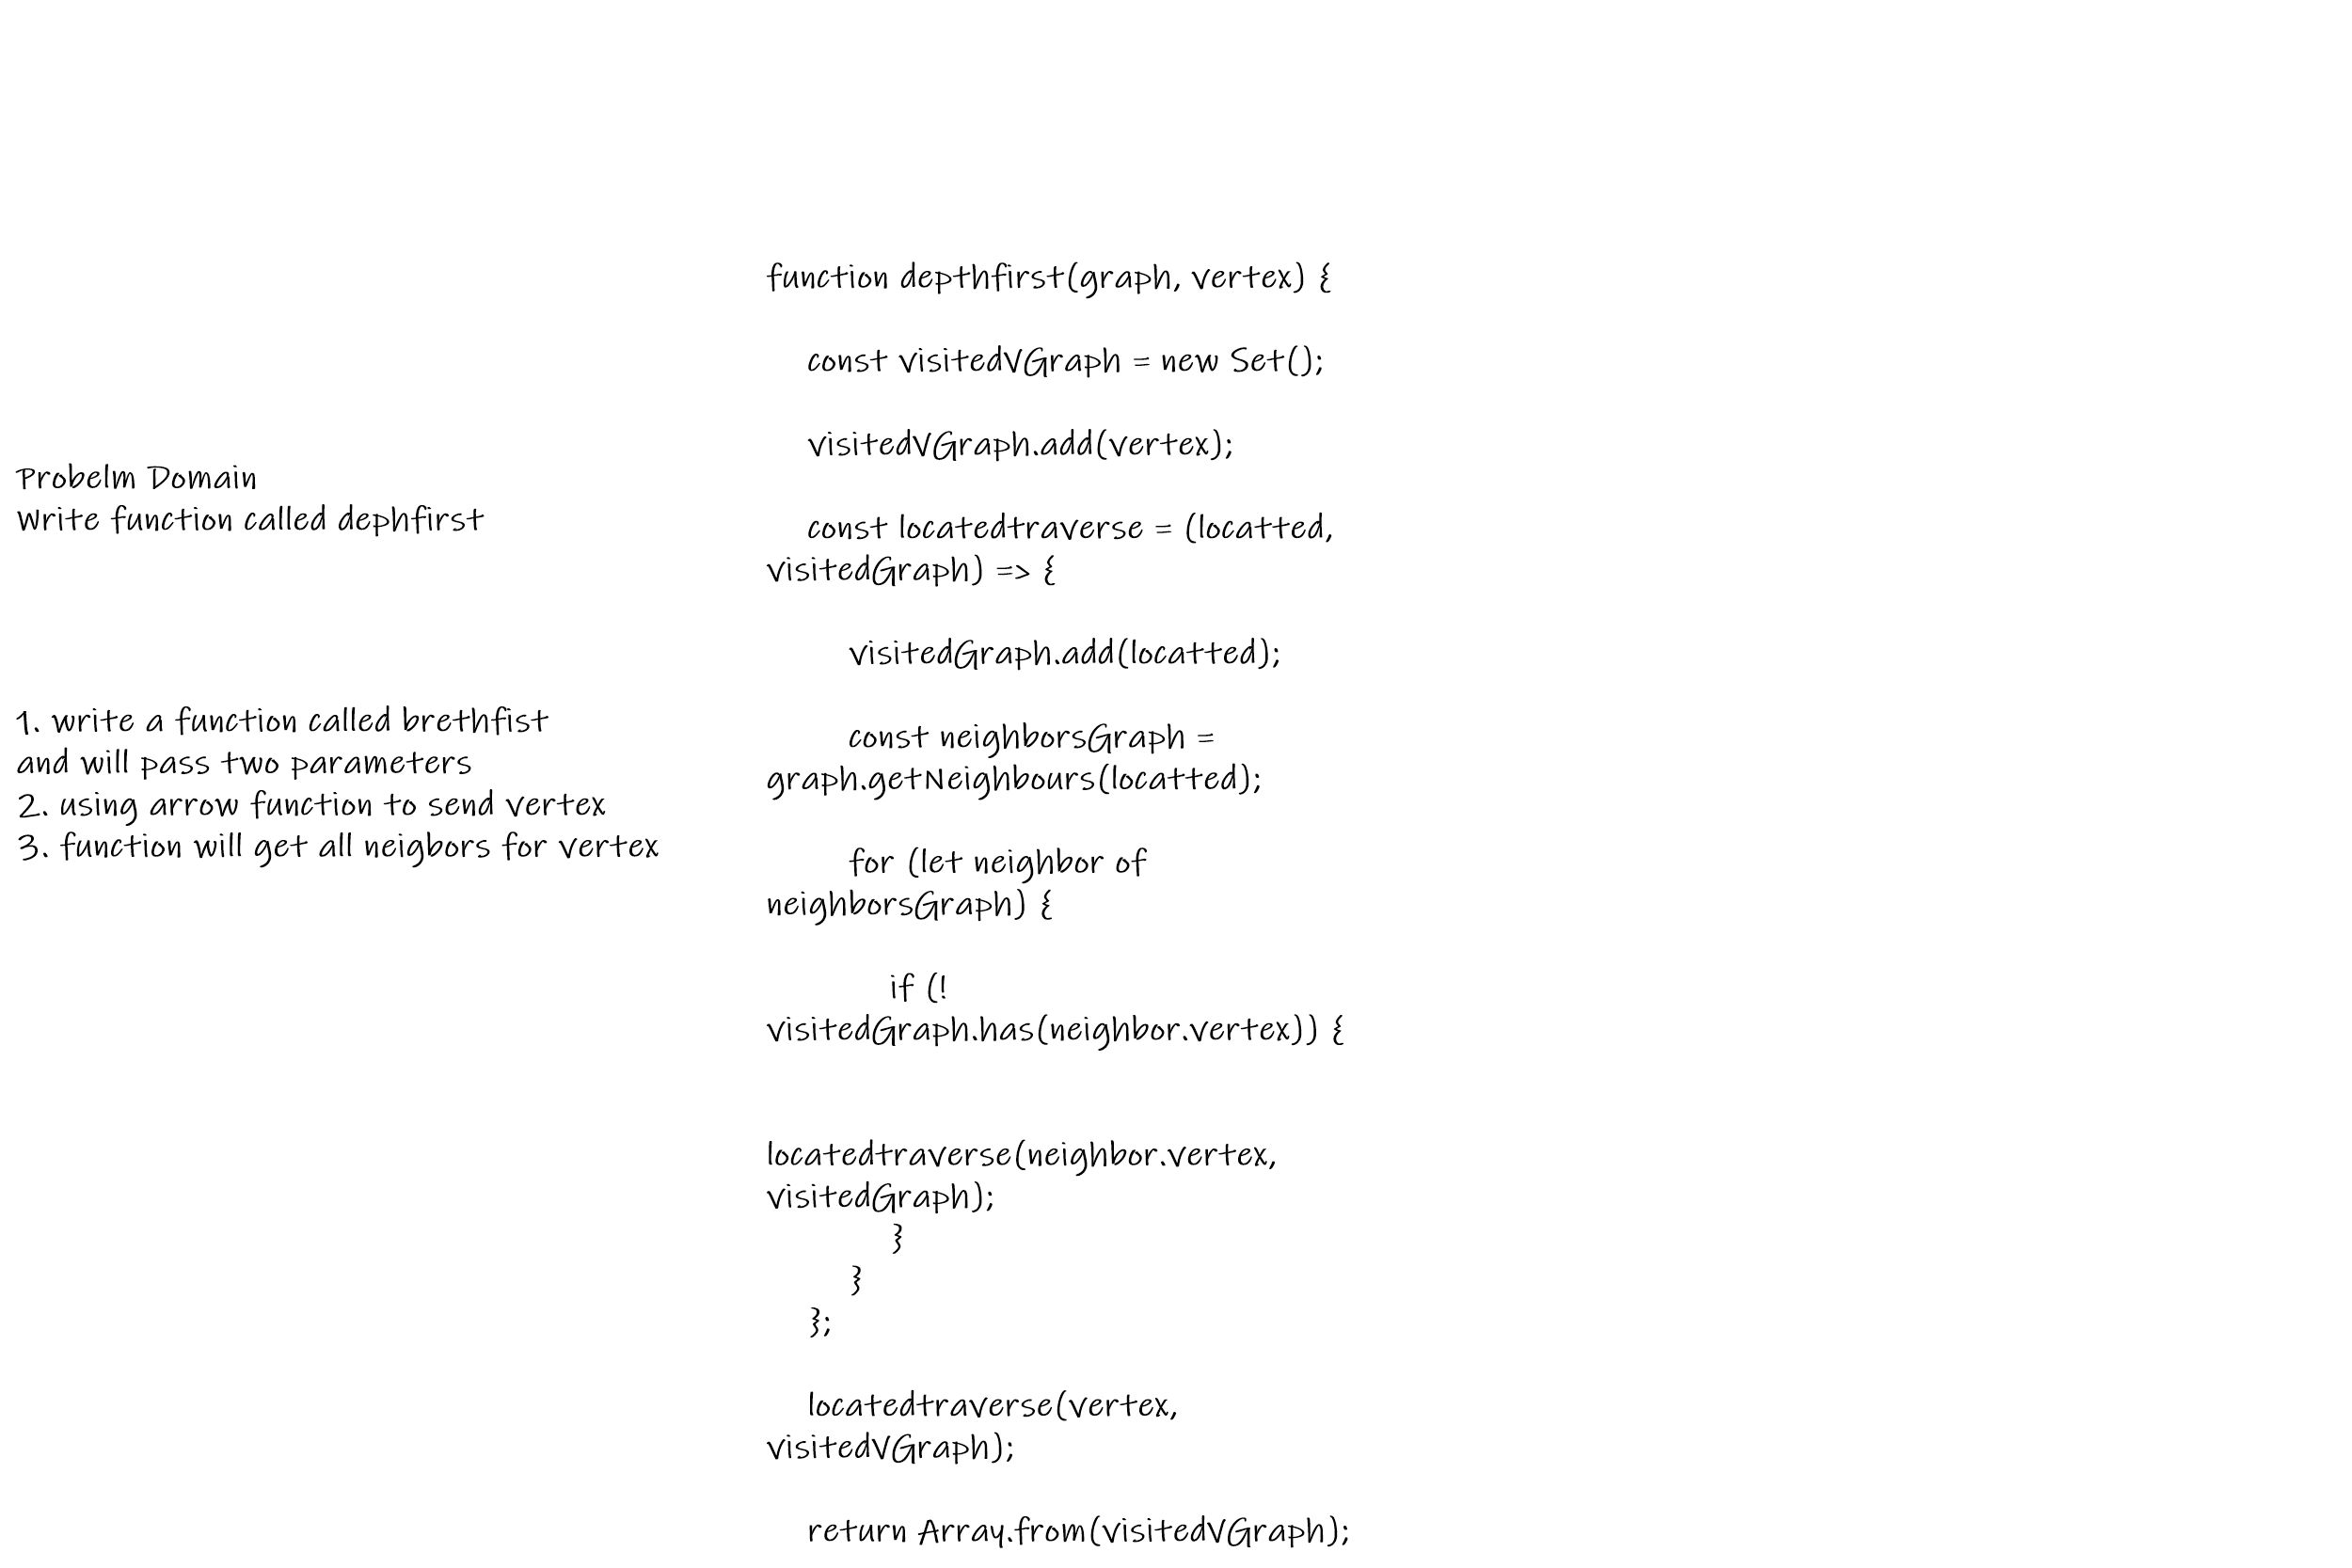 Probelm Domain
Write function called dephfirst
1. write a function called brethfist
and will pass two parameters
2. using arrow function to send vertex
3. function will get all neigbors for vertex
function depthfirst(graph, vertex) {
const visitedVGraph = new Set();
visitedVGraph.add(vertex);
const locatedtraverse = (locatted,
visitedGraph) => {
visitedGraph.add(locatted);
const neighborsGraph =
graph.getNeighbours(locatted);
for (let neighbor of
neighborsGraph) {
if (!
visitedGraph.has(neighbor.vertex)) {
locatedtraverse(neighbor.vertex,
visitedGraph);
}
}
};
locatedtraverse(vertex,
visitedVGraph);
return Array.from(visitedVGraph);